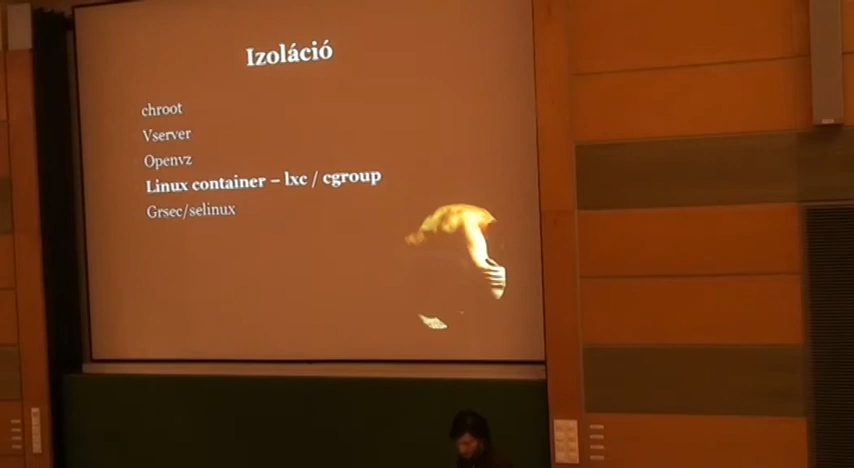 Izoláció
chroot
Vserver
Openvz
Linux container – lxc / cgroup
Grsec/selinux